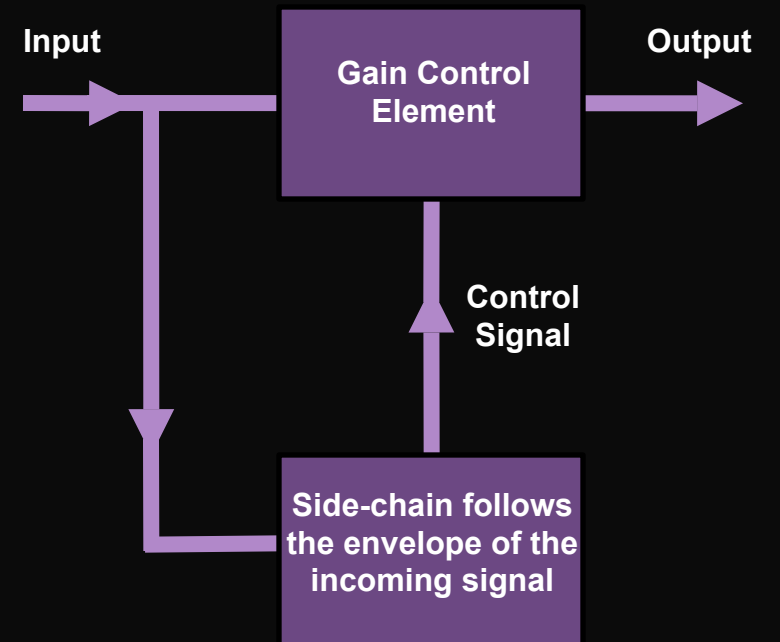 Input
Output
Gain Control
Element
Control
Signal
Side-chain follows
the envelope of the
incoming signal